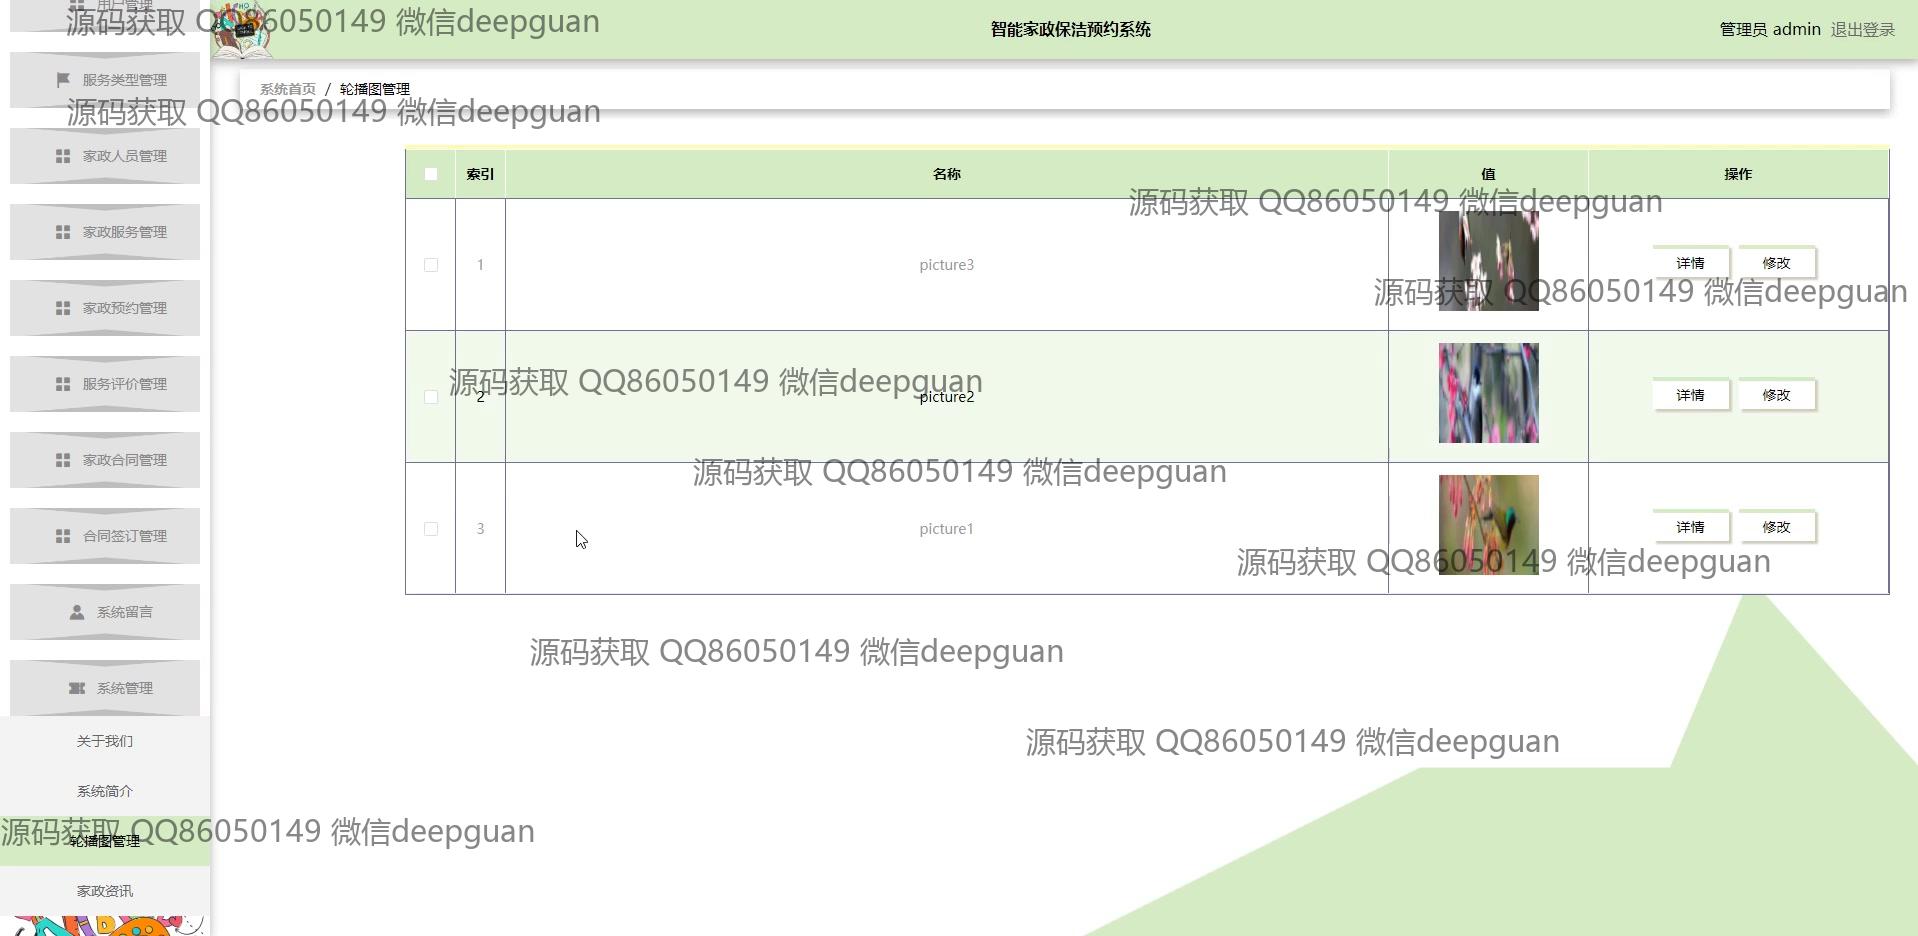 用户管理
源码获取 QQ86050149 微信deepguan
智能家政保洁预约系统
管理员 admin 退出登录
服务类型管理
系统首页 / 轮播图管理
源码获取 QQ86050149 微信deepguan
家政人员管理
索引 名称 值 操作
源码获取 QQ86050149 微信deepguan
家政服务管理
1 picture3 详情 修改
源码获取 QQ86050149 微信deepguan
家政预约管理
服务评价管理
源码获取 QQ86050149 微信deepguan
2 picture2 详情 修改
家政合同管理
源码获取 QQ86050149 微信deepguan
合同签订管理
3 picture1 详情 修改
源码获取 QQ86050149 微信deepguan
系统留言
源码获取 QQ86050149 微信deepguan
系统管理
关于我们
源码获取 QQ86050149 微信deepguan
系统简介
源码获取 QQ86050149 微信deepguan
轮播图管理
家政资讯